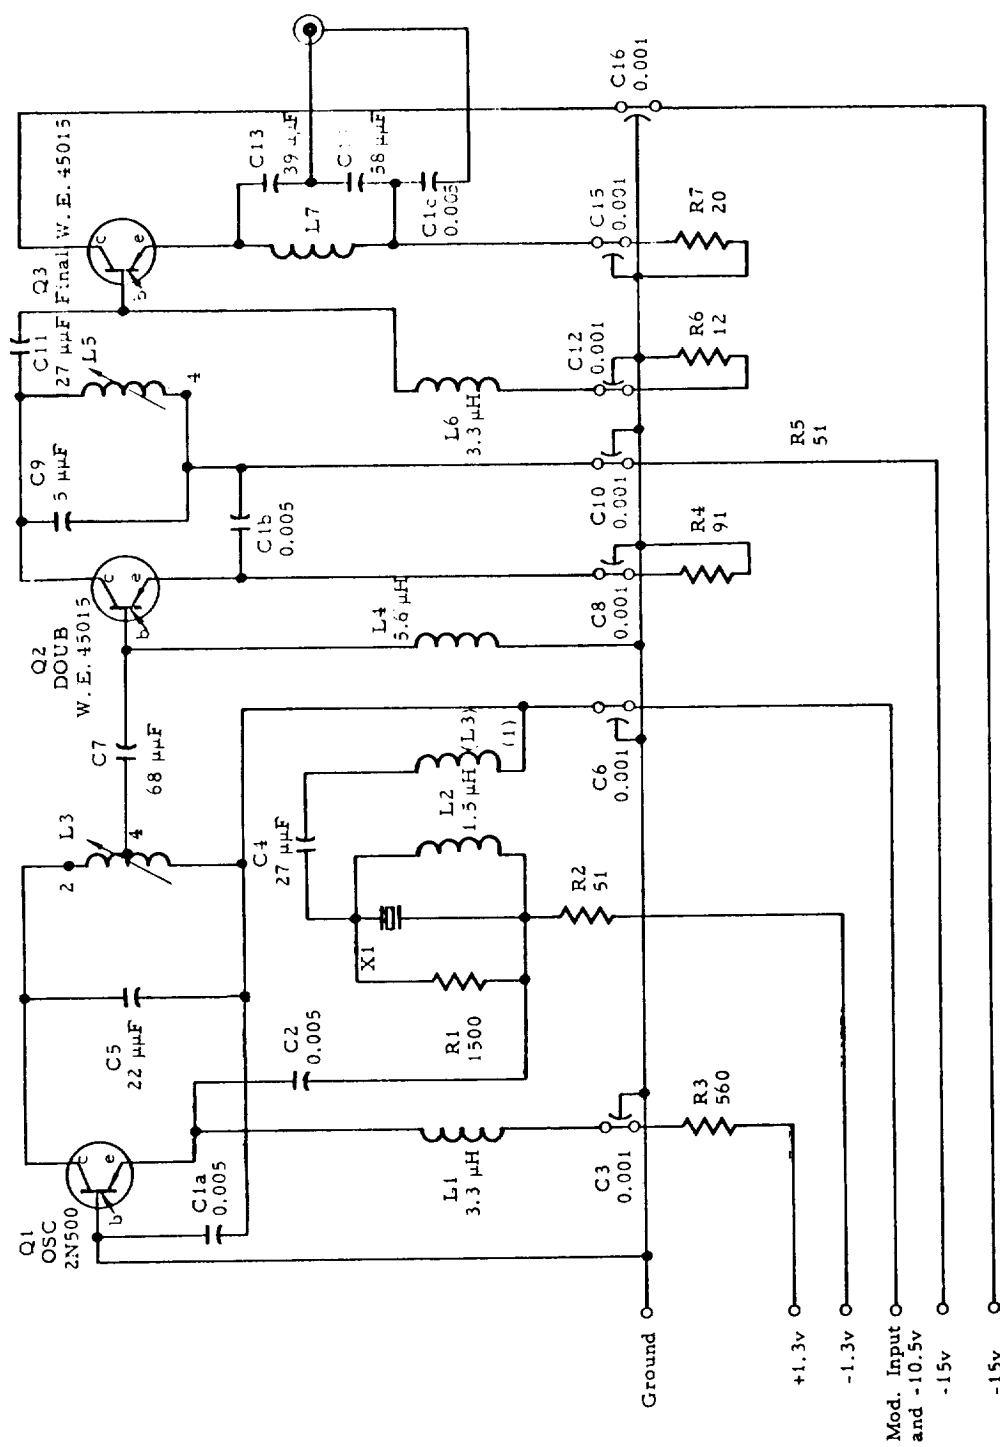 Q1
OSC
2N500
c
e
b
C1a
0.005
C5
22 μμF
2
L3
4
C7
68 μμF
Q2
DOUB
W. E. 45015
c
e
b
C9
5 μμF
C11
27 μμF
L5
4
Q3
Final W. E. 45015
c
e
b
C13
39 μμF
58 μμF
L7
0.005
C1b
0.005
C2
0.005
R1
1500
X1
C4
27 μμF
L2
1.5 μH
(L3)
(1)
L4
5.6 μH
L6
3.3 μH
L1
3.3 μH
R2
51
C3
0.001
R3
560
C6
0.001
C8
0.001
R4
91
C10
0.001
R5
51
C12
0.001
R6
12
C15
0.001
R7
20
C16
0.001
Ground
+1.3v
-1.3v
Mod. Input
and -10.5v
-15v
-15v